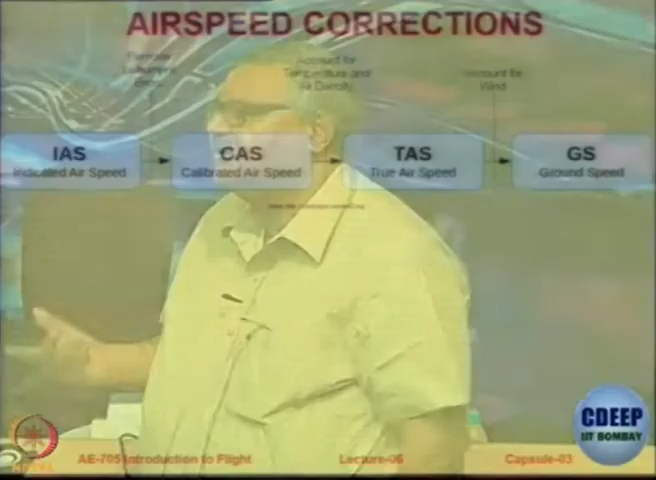 AIRSPEED CORRECTIONS
Account for
Temperature and
Air Density
Account for
Wind
IAS
Indicated Air Speed
CAS
Calibrated Air Speed
TAS
True Air Speed
GS
Ground Speed
CDEEP
IIT BOMBAY
NPTEL
AE-705 Introduction to Flight
Lecture-06
Capsule-03